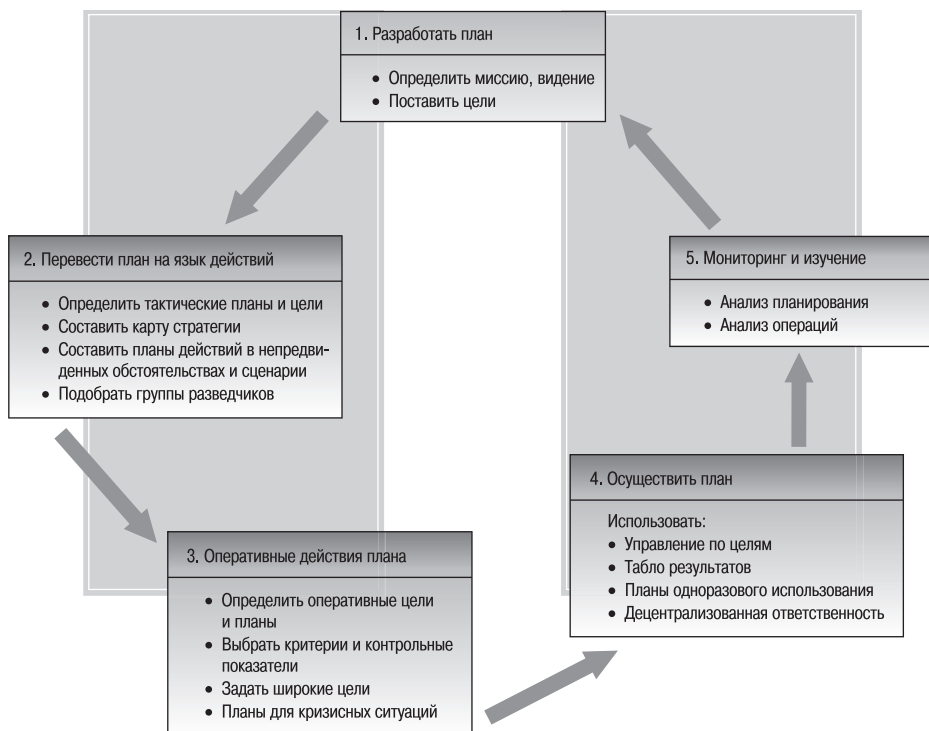 1. Разработать план
• Определить миссию, видение
• Поставить цели
2. Перевести план на язык действий
• Определить тактические планы и цели
• Составить карту стратегии
• Составить планы действий в непредви-
денных обстоятельствах и сценарии
• Подобрать группы разведчиков
3. Оперативные действия плана
• Определить оперативные цели
и планы
• Выбрать критерии и контрольные
показатели
• Задать широкие цели
• Планы для кризисных ситуаций
4. Осуществить план
Использовать:
• Управление по целям
• Табло результатов
• Планы одноразового использования
• Децентрализованная ответственность
5. Мониторинг и изучение
• Анализ планирования
• Анализ операций